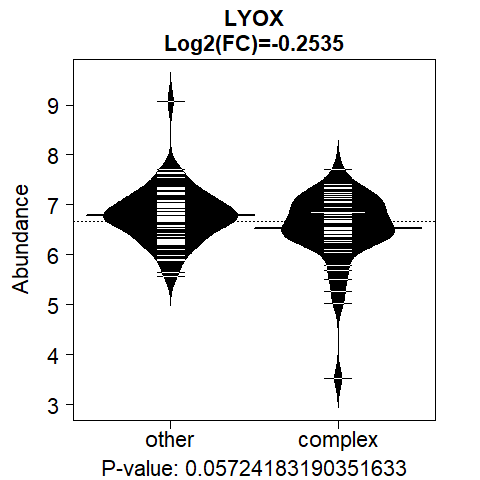 LYOX
Log2(FC)=-0.2535
Abundance
9
8
7
6
5
4
3
other complex
P-value: 0.05724183190351633